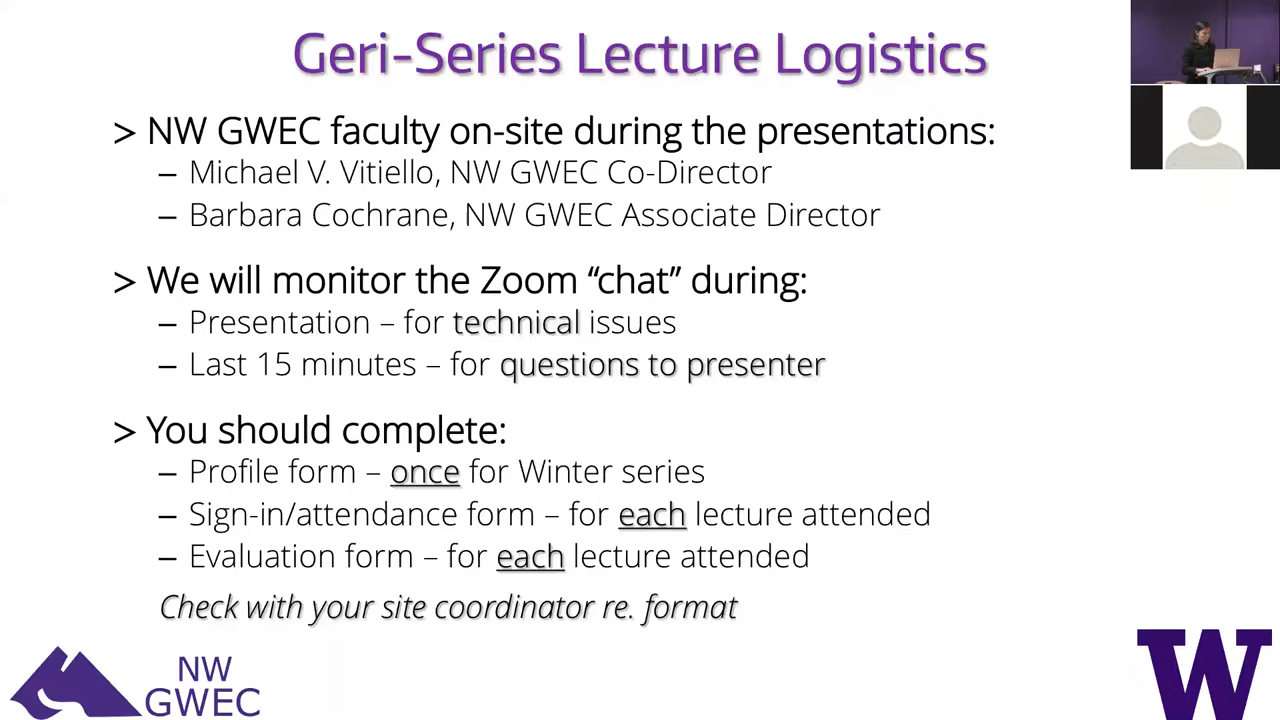 Geri-Series Lecture Logistics
> NW GWEC faculty on-site during the presentations:
– Michael V. Vitiello, NW GWEC Co-Director
– Barbara Cochrane, NW GWEC Associate Director
> We will monitor the Zoom “chat” during:
– Presentation – for technical issues
– Last 15 minutes – for questions to presenter
> You should complete:
– Profile form – once for Winter series
– Sign-in/attendance form – for each lecture attended
– Evaluation form – for each lecture attended
Check with your site coordinator re. format
NW
GWEC
W